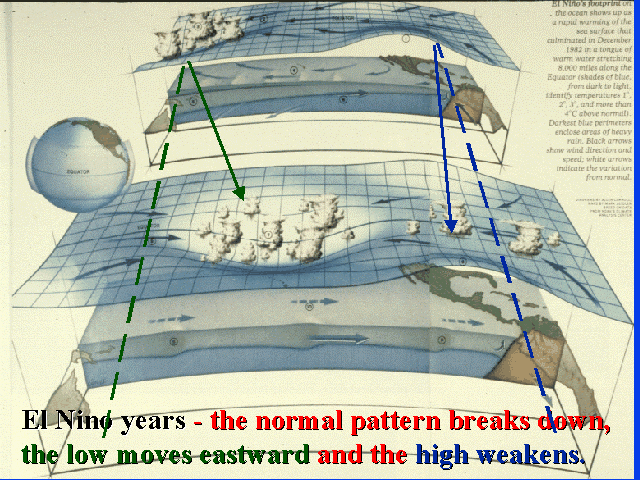 El Niño's footprint on
the ocean shows up as
a rapid warming of the
sea surface that
culminated in December
1982 in a tongue of
warm water stretching
8,000 miles along the
Equator (shades of blue,
from dark to light,
identify temperatures 1°,
2°, 3°, and more than
4°C above normal).
Darkest blue perimeters
enclose areas of heavy
rain. Black arrows
show wind direction and
speed; white arrows
indicate the variation
from normal.
EQUATOR
El Nino years - the normal pattern breaks down,
the low moves eastward and the high weakens.